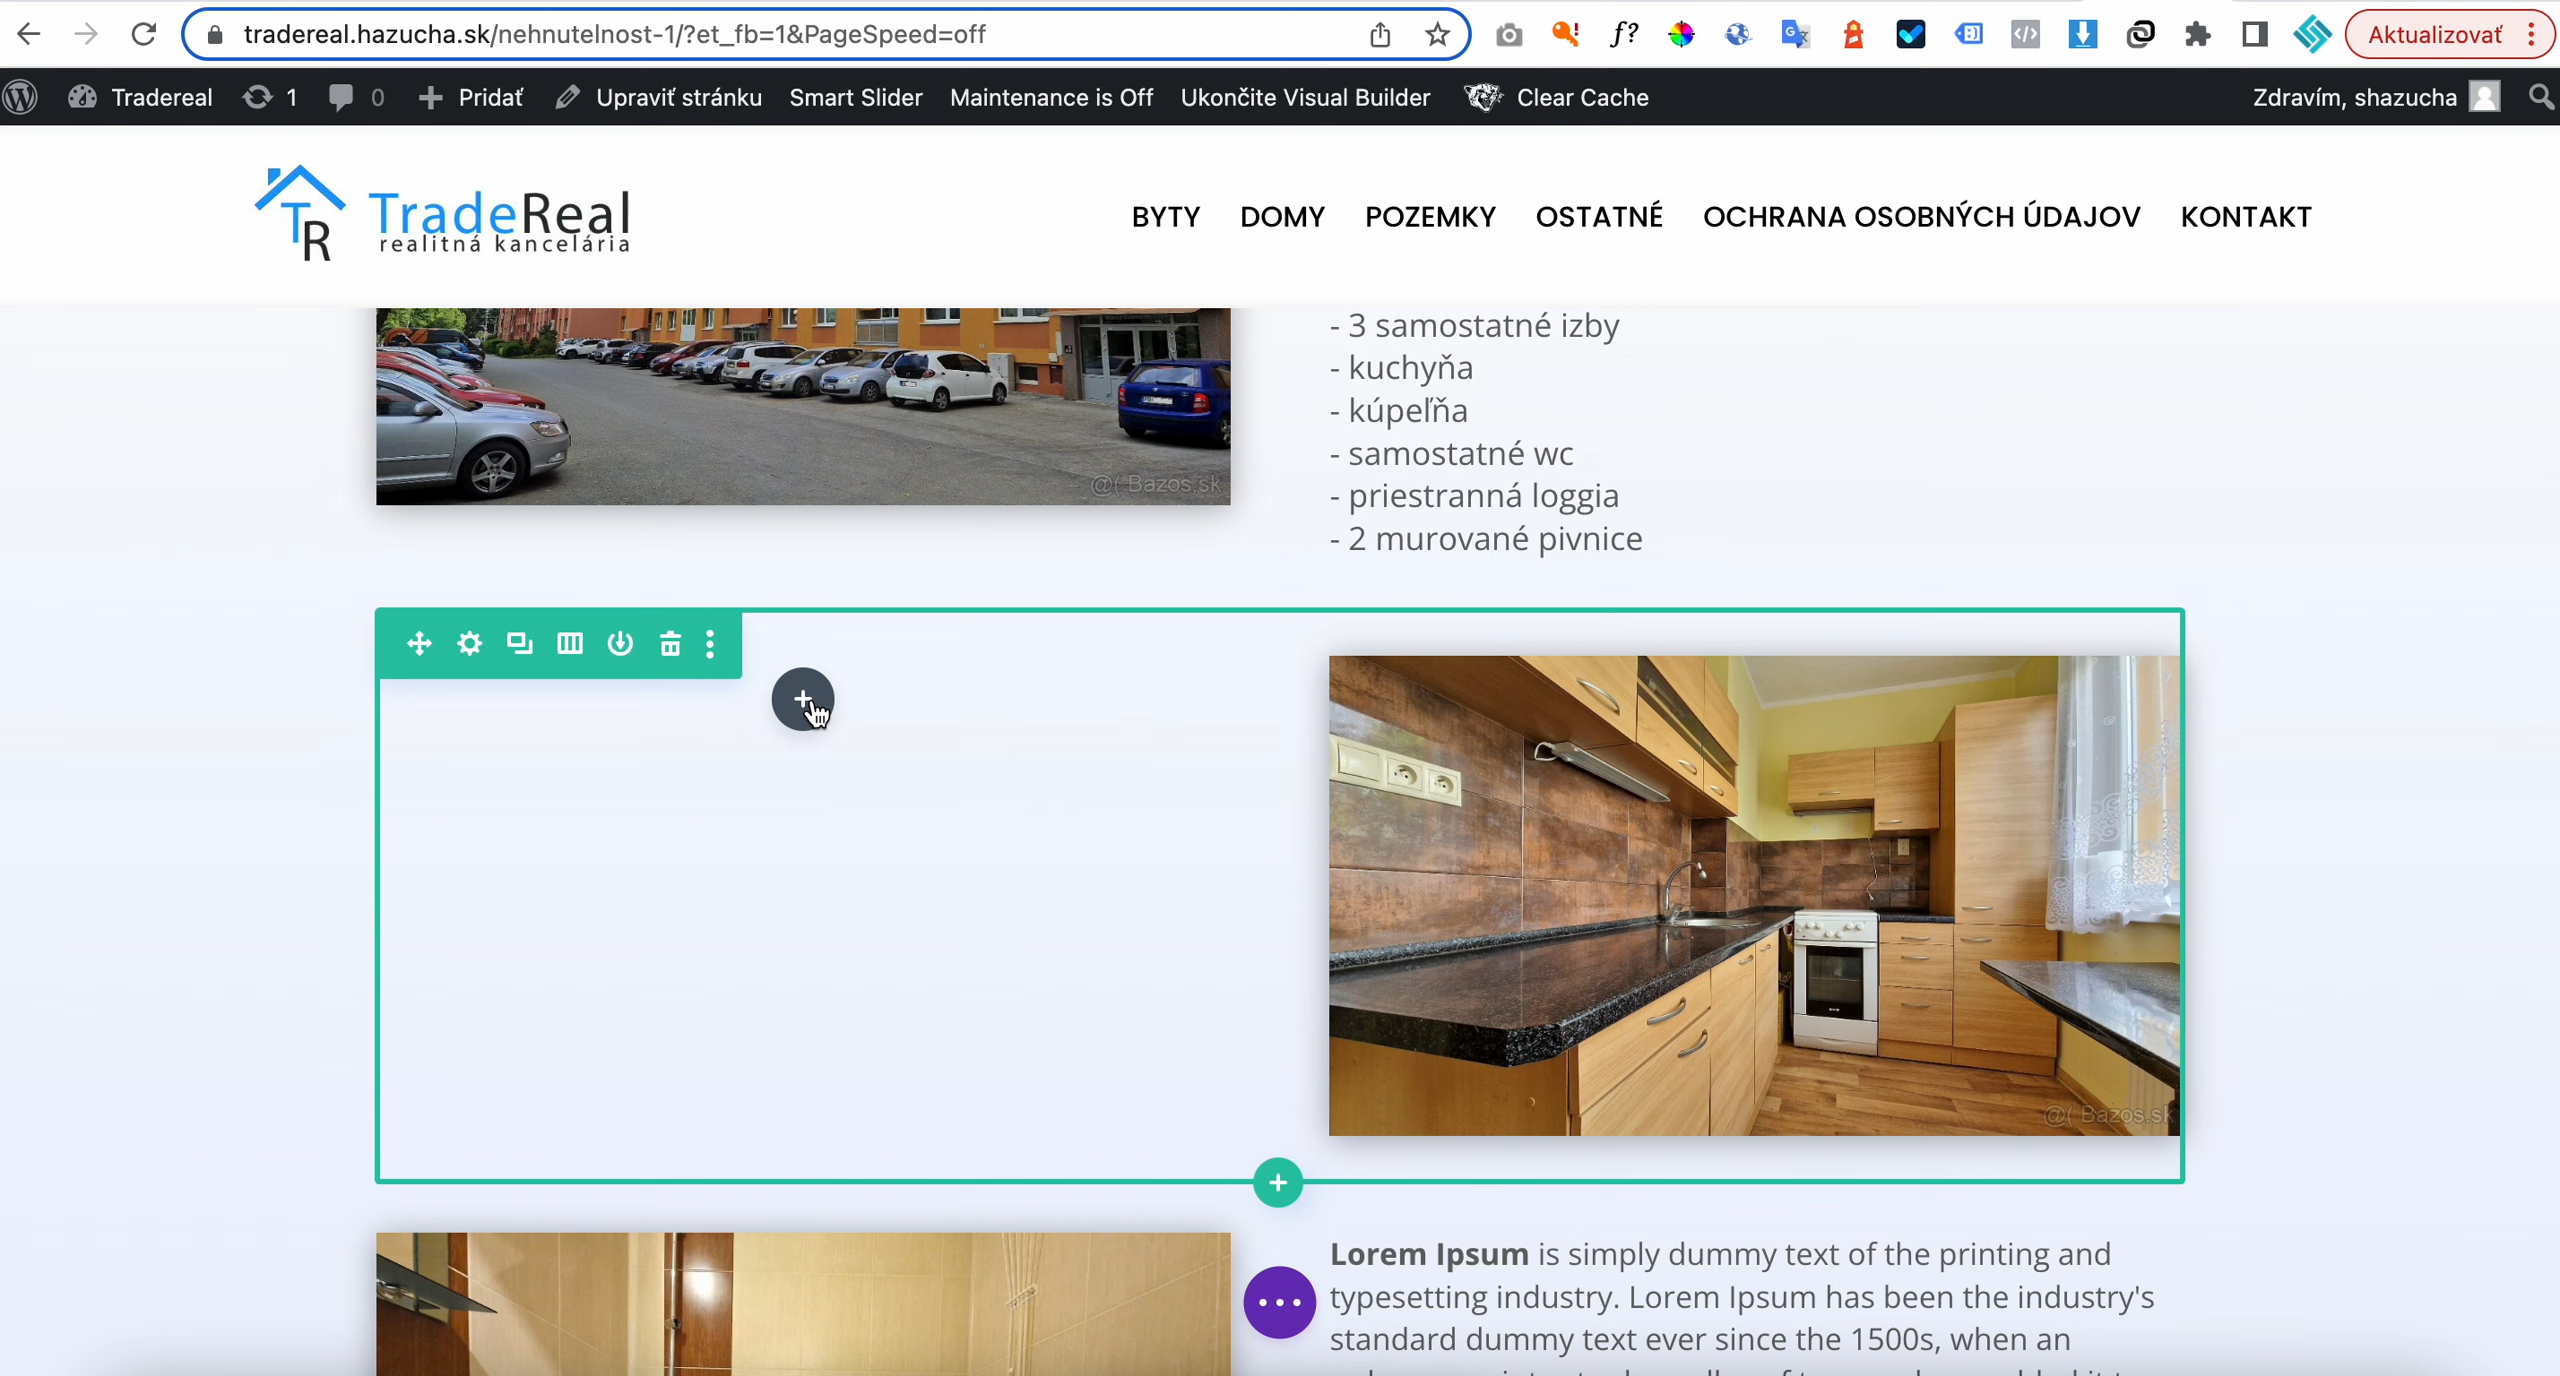 tradereal.hazucha.sk/nehnutelnost-1/?et_fb=1&PageSpeed=off
Aktualizovať
Tradereal 1 0 Pridať Upraviť stránku Smart Slider Maintenance is Off Ukončite Visual Builder Clear Cache Zdravím, shazucha
TR TradeReal
realitná kancelária
BYTY DOMY POZEMKY OSTATNÉ OCHRANA OSOBNÝCH ÚDAJOV KONTAKT
- 3 samostatné izby
- kuchyňa
- kúpeľňa
- samostatné wc
- priestranná loggia
- 2 murované pivnice
@( Bazos.sk
@( Bazos.sk
Lorem Ipsum is simply dummy text of the printing and
typesetting industry. Lorem Ipsum has been the industry's
standard dummy text ever since the 1500s, when an